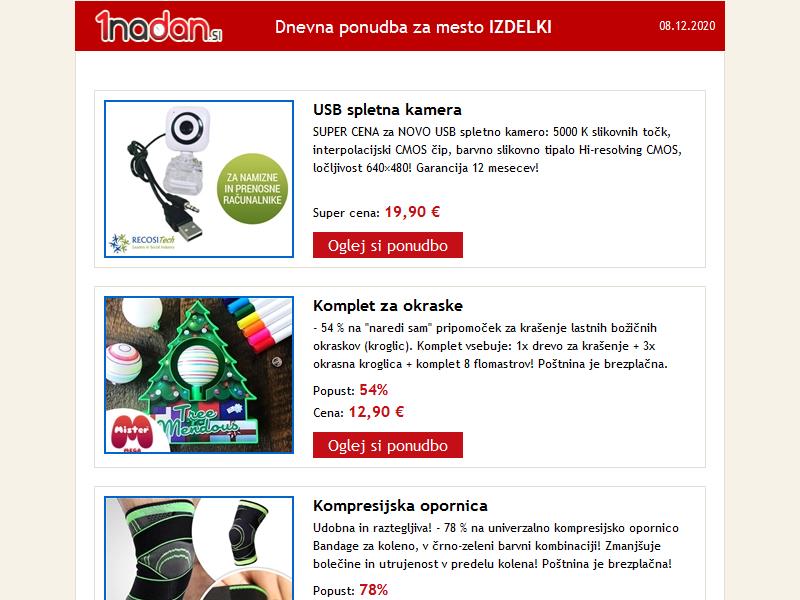 1nadan.si
Dnevna ponudba za mesto IZDELKI
08.12.2020
USB spletna kamera
SUPER CENA za NOVO USB spletno kamero: 5000 K slikovnih točk,
interpolacijski CMOS čip, barvno slikovno tipalo Hi-resolving CMOS,
ločljivost 640×480! Garancija 12 mesecev!
ZA NAMIZNE
IN PRENOSNE
RAČUNALNIKE
RECOSITech
Super cena: 19,90 €
Oglej si ponudbo
Komplet za okraske
- 54 % na "naredi sam" pripomoček za krašenje lastnih božičnih
okraskov (kroglic). Komplet vsebuje: 1x drevo za krašenje + 3x
okrasna kroglica + komplet 8 flomastrov! Poštnina je brezplačna.
Tree
Mendous
Mister
MEGA
Popust: 54%
Cena: 12,90 €
Oglej si ponudbo
Kompresijska opornica
Udobna in raztegljiva! - 78 % na univerzalno kompresijsko opornico
Bandage za koleno, v črno-zeleni barvni kombinaciji! Zmanjšuje
bolečine in utrujenost v predelu kolena! Poštnina je brezplačna!
Popust: 78%